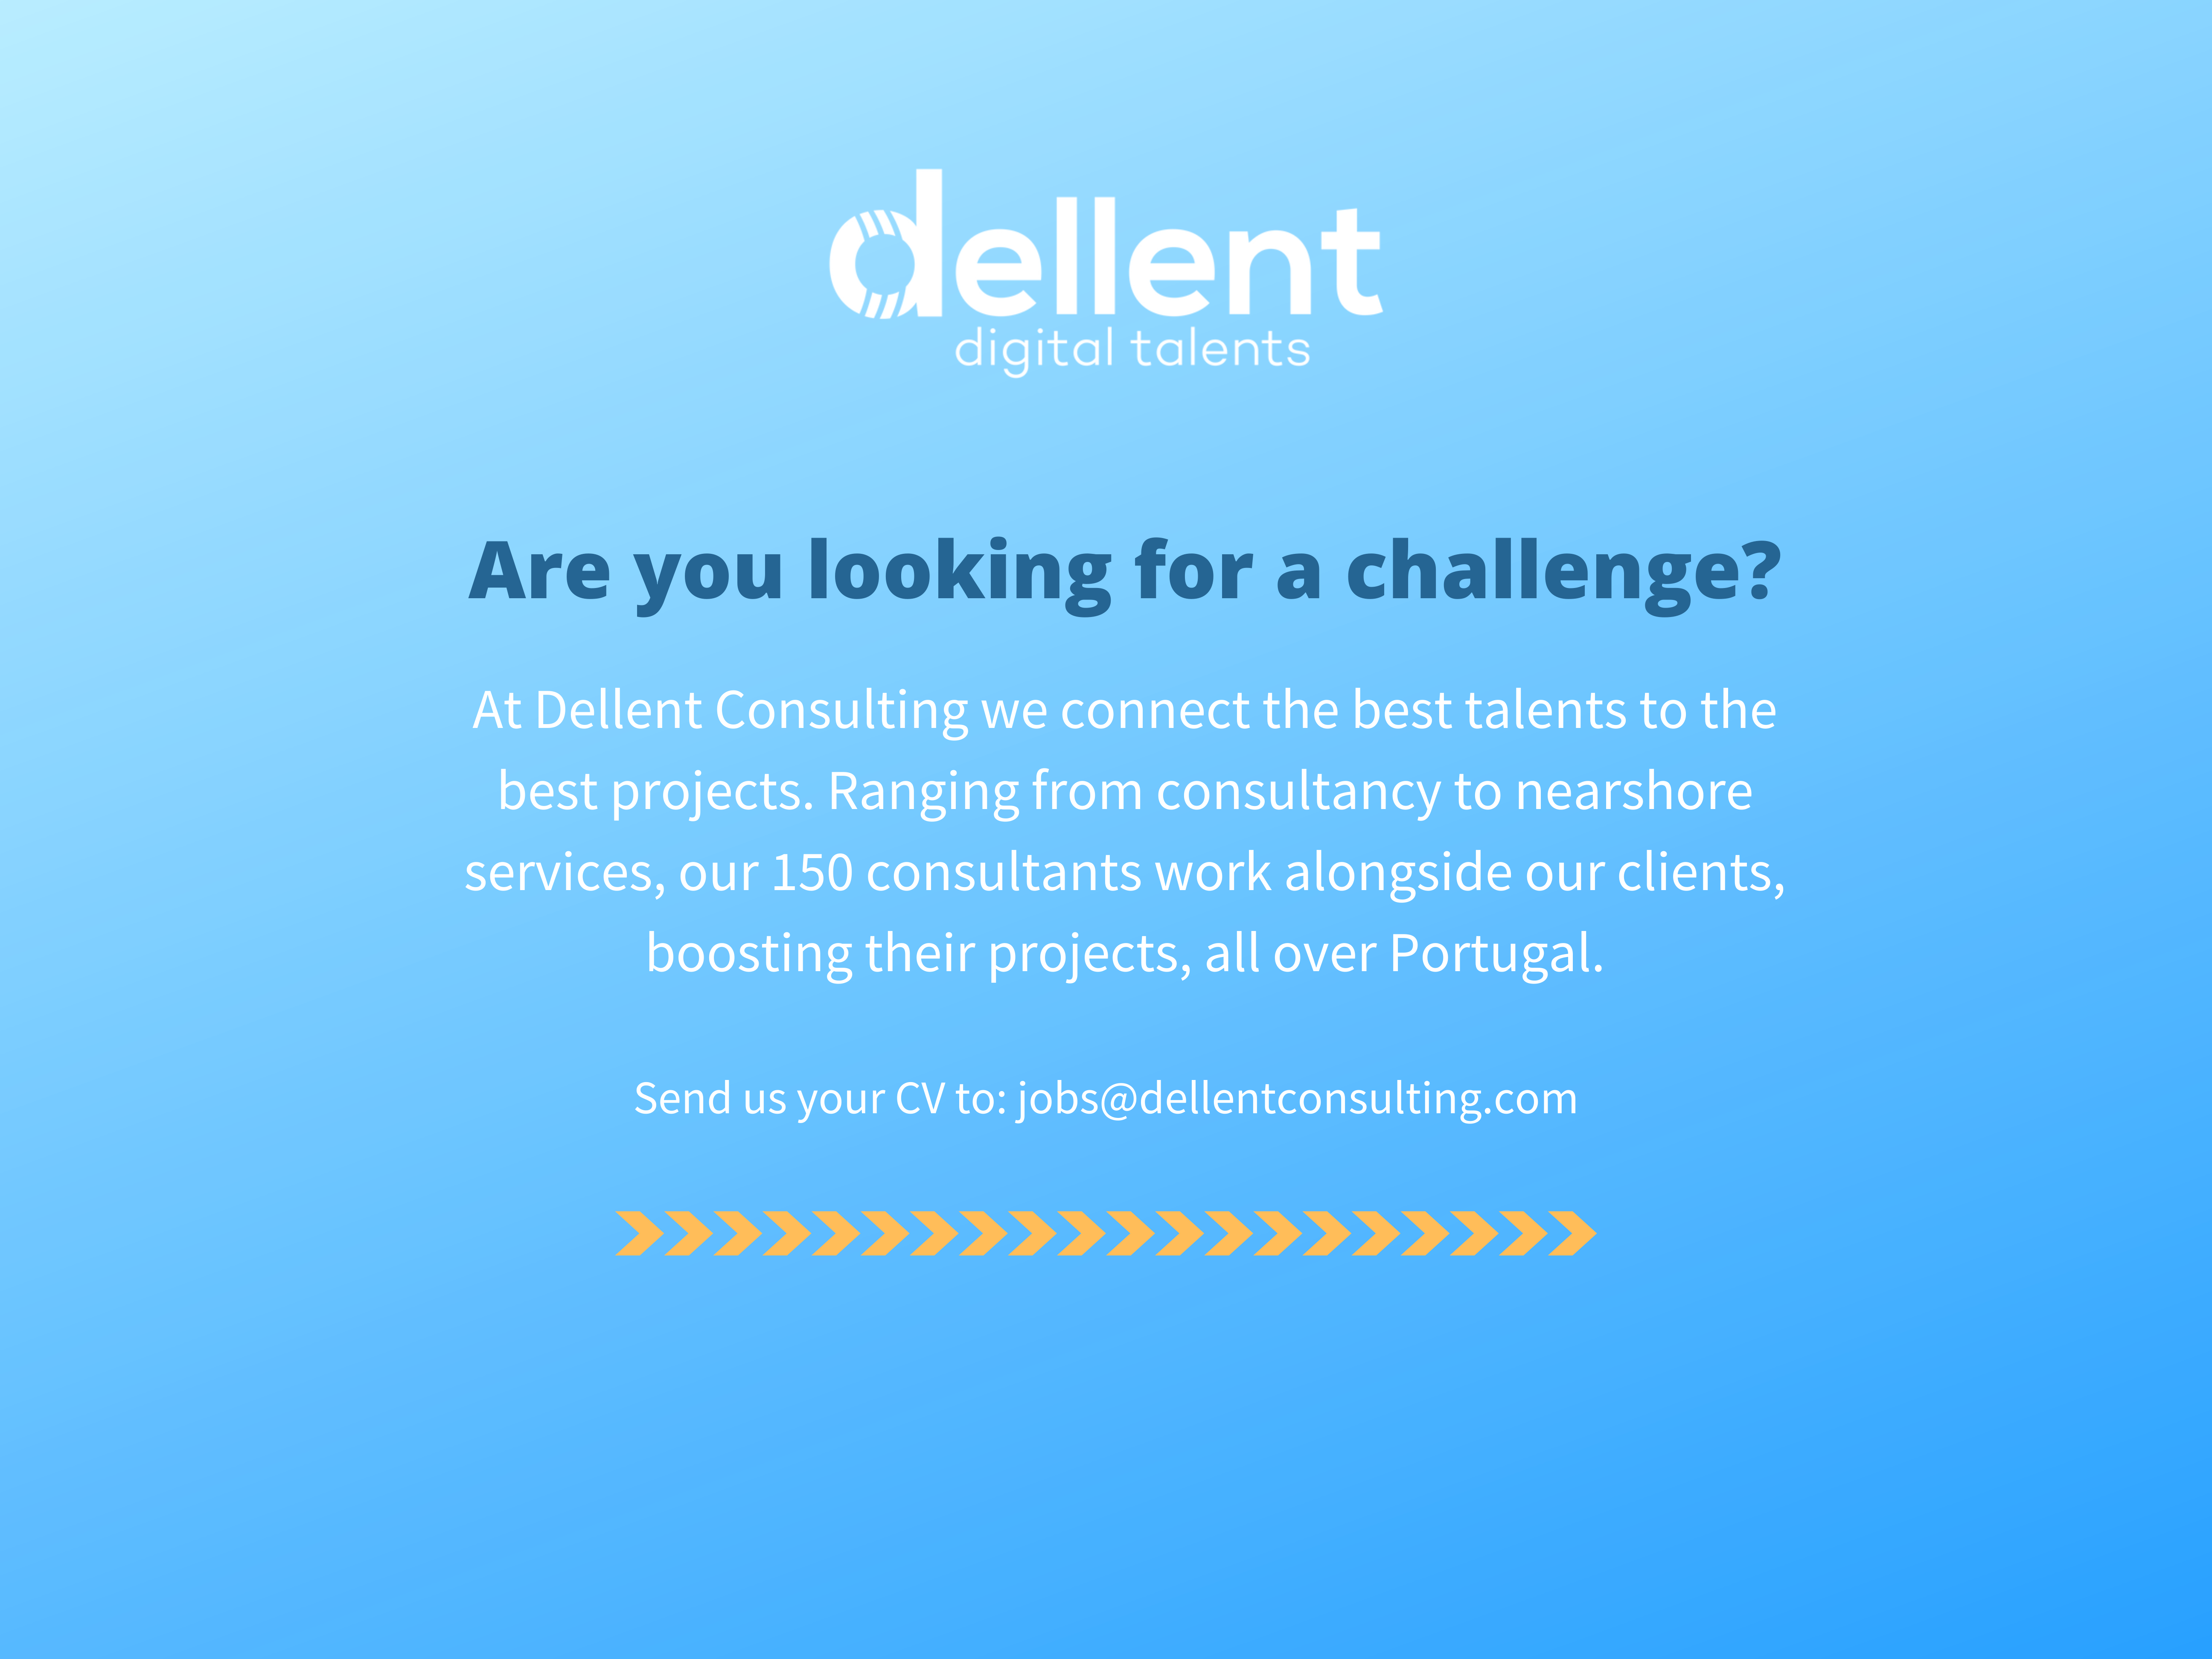 dellent
digital talents
Are you looking for a challenge?
At Dellent Consulting we connect the best talents to the
best projects. Ranging from consultancy to nearshore
services, our 150 consultants work alongside our clients,
boosting their projects, all over Portugal.
Send us your CV to: jobs@dellentconsulting.com